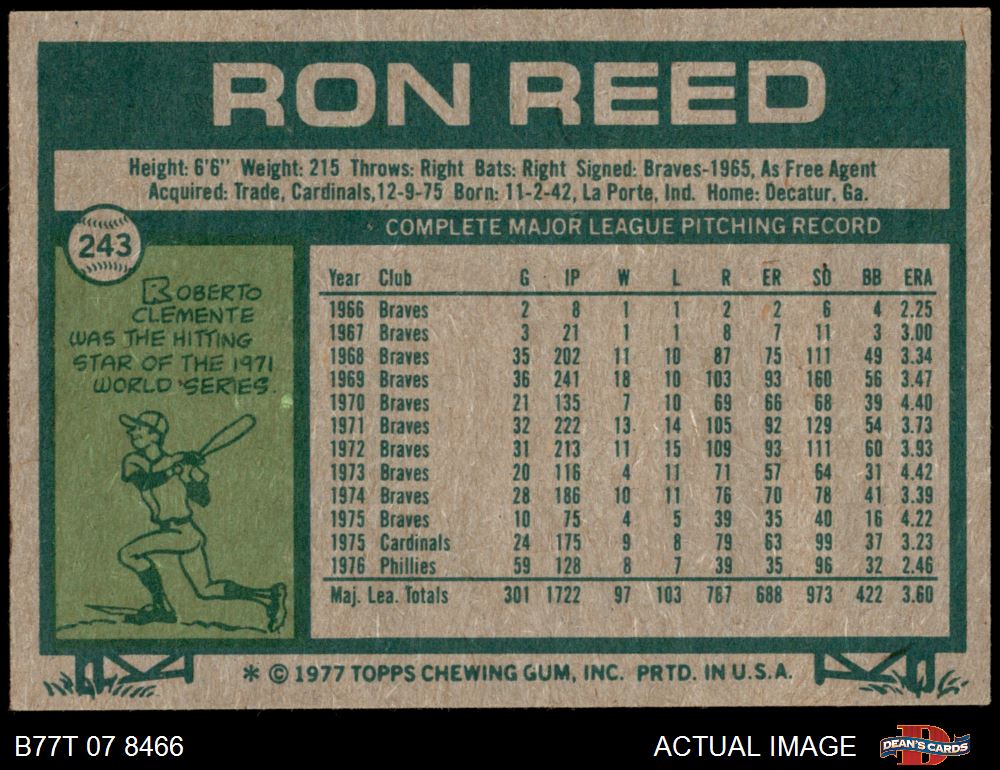 RON REED
Height: 6'6" Weight: 215 Throws: Right Bats: Right Signed: Braves-1965, As Free Agent
Acquired: Trade, Cardinals,12-9-75 Born: 11-2-42, La Porte, Ind. Home: Decatur, Ga.
243
COMPLETE MAJOR LEAGUE PITCHING RECORD
ROBERTO
CLEMENTE
WAS THE HITTING
STAR OF THE 1971
WORLD SERIES.
Year Club G IP W L R ER SO BB ERA
1966 Braves 2 8 1 1 2 2 6 4 2.25
1967 Braves 3 21 1 1 8 7 11 3 3.00
1968 Braves 35 202 11 10 87 75 111 49 3.34
1969 Braves 36 241 18 10 103 93 160 56 3.47
1970 Braves 21 135 7 10 69 66 68 39 4.40
1971 Braves 32 222 13 14 105 92 129 54 3.73
1972 Braves 31 213 11 15 109 93 111 60 3.93
1973 Braves 20 116 4 11 71 57 64 31 4.42
1974 Braves 28 186 10 11 76 70 78 41 3.39
1975 Braves 10 75 4 5 39 35 40 16 4.22
1975 Cardinals 24 175 9 8 79 63 99 37 3.23
1976 Phillies 59 128 8 7 39 35 96 32 2.46
Maj. Lea. Totals 301 1722 97 103 787 688 973 422 3.60
* © 1977 TOPPS CHEWING GUM, INC. PRTD. IN U.S.A.
B77T 07 8466
ACTUAL IMAGE
D
DEAN'S CARDS